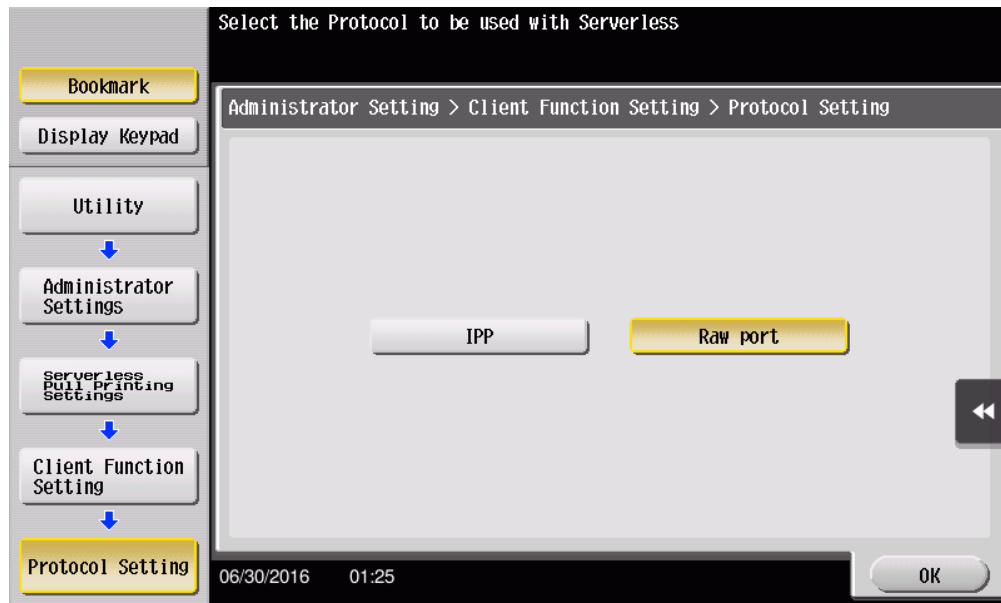 Select the Protocol to be used with Serverless
Bookmark
Display Keypad
Administrator Setting > Client Function Setting > Protocol Setting
Utility
Administrator
Settings
Serverless
Pull Printing
Settings
Client Function
Setting
Protocol Setting
IPP
Raw port
06/30/2016 01:25
OK